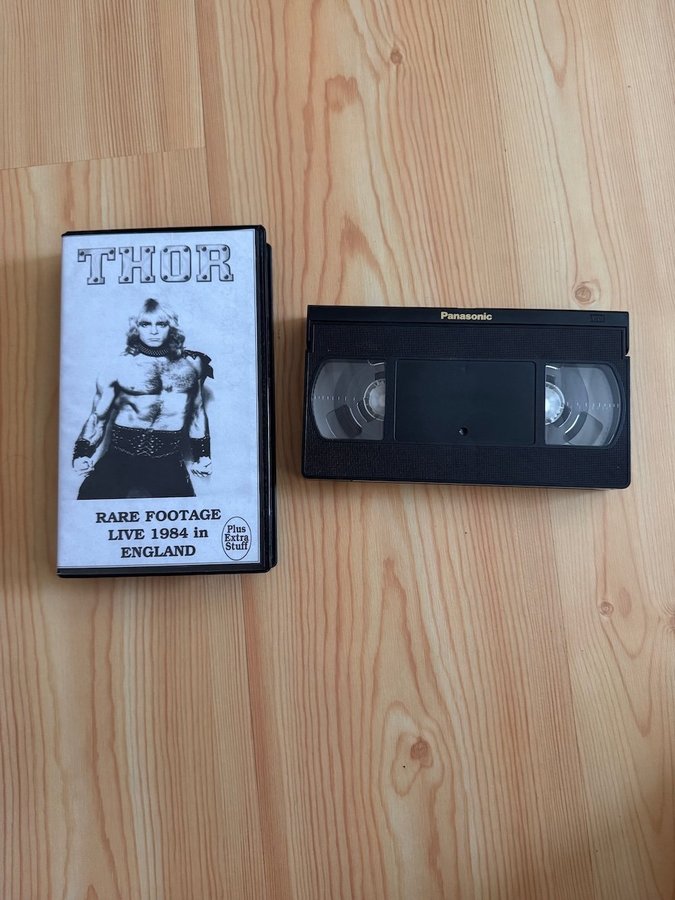 THOR
RARE FOOTAGE
LIVE 1984 in
ENGLAND
Plus
Extra
Stuff
Panasonic